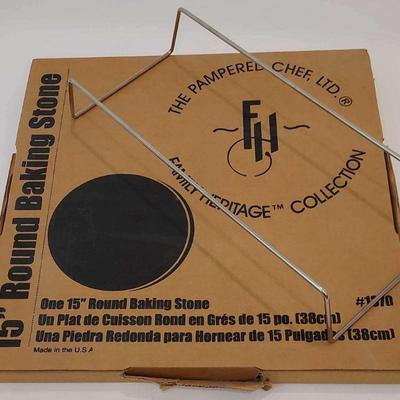 15" Round Baking Stone
THE PAMPERED CHEF, LTD.®
FH
FAMILY HERITAGE™ COLLECTION
One 15" Round Baking Stone
Un Plat de Cuisson Rond en Grés de 15 po. (38cm)
Una Piedra Redonda para Hornear de 15 Pulgadas (38cm)
Made in the U.S.A